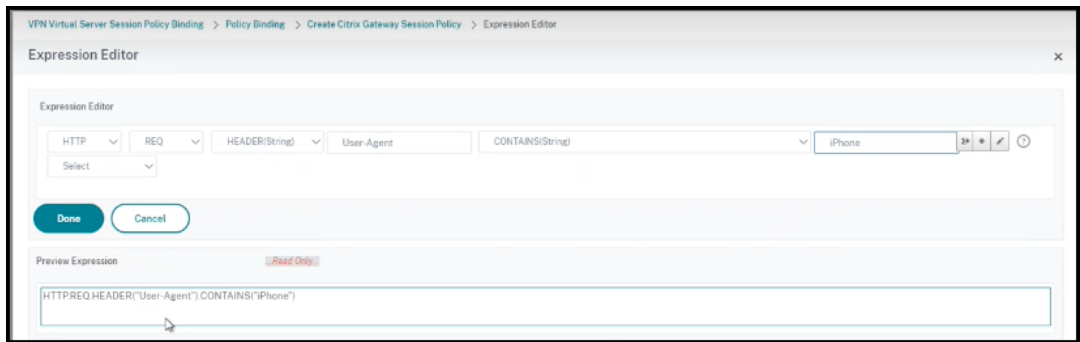 VPN Virtual Server Session Policy Binding > Policy Binding > Create Citrix Gateway Session Policy > Expression Editor
Expression Editor
Expression Editor
HTTP REQ HEADER(String) User-Agent CONTAINS(String) iPhone
Select
Done Cancel
Preview Expression ...Read Only...
HTTP.REQ.HEADER("User-Agent").CONTAINS("iPhone")